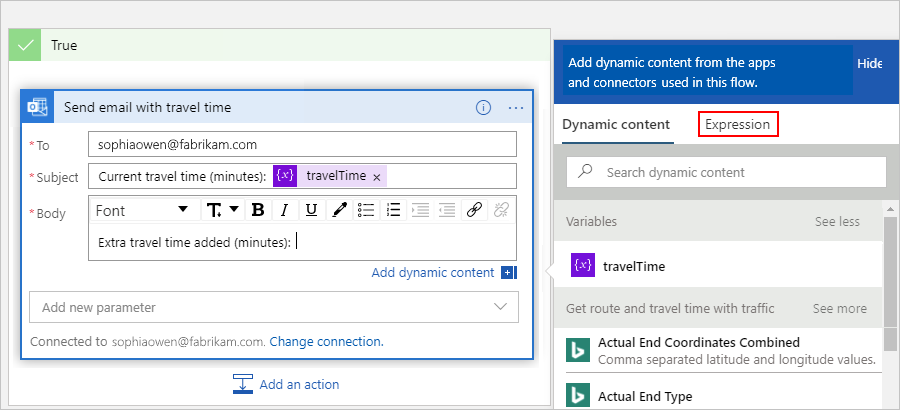 True
Send email with travel time
* To
sophiaowen@fabrikam.com
* Subject
Current travel time (minutes): {x} travelTime ×
* Body
Font
B I U
Extra travel time added (minutes):
Add dynamic content
Add new parameter
Connected to sophiaowen@fabrikam.com. Change connection.
Add an action
Add dynamic content from the apps
and connectors used in this flow.
Hide
Dynamic content
Expression
Search dynamic content
Variables See less
{x} travelTime
Get route and travel time with traffic See more
Actual End Coordinates Combined
Comma separated latitude and longitude values.
Actual End Type